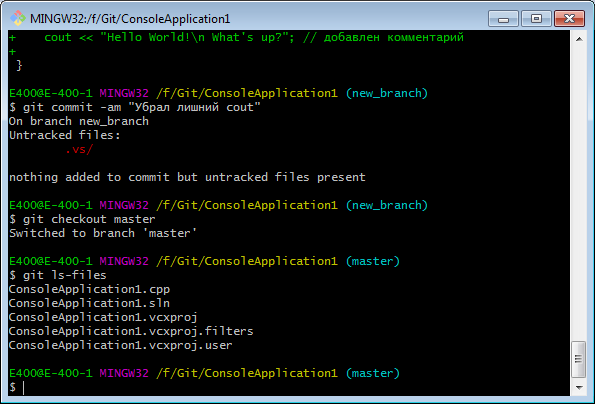 MINGW32:/f/Git/ConsoleApplication1
+    cout << "Hello World!\n What's up?"; // добавлен комментарий
+
 }
E400@E-400-1 MINGW32 /f/Git/ConsoleApplication1 (new_branch)
$ git commit -am "Убрал лишний cout"
On branch new_branch
Untracked files:
        .vs/
nothing added to commit but untracked files present
E400@E-400-1 MINGW32 /f/Git/ConsoleApplication1 (new_branch)
$ git checkout master
Switched to branch 'master'
E400@E-400-1 MINGW32 /f/Git/ConsoleApplication1 (master)
$ git ls-files
ConsoleApplication1.cpp
ConsoleApplication1.sln
ConsoleApplication1.vcxproj
ConsoleApplication1.vcxproj.filters
ConsoleApplication1.vcxproj.user
E400@E-400-1 MINGW32 /f/Git/ConsoleApplication1 (master)
$